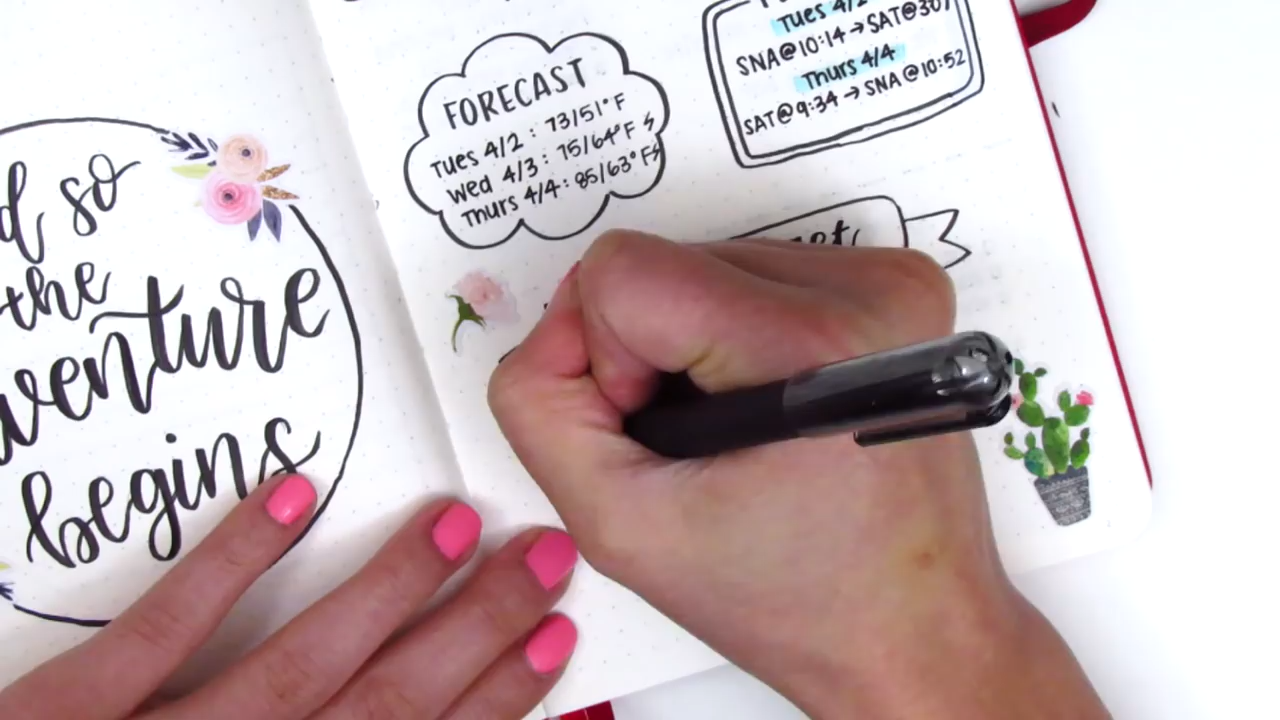 so
the
begins
FORECAST
Tues 4/2 : 73/51°F
Wed 4/3 : 75/64°F
Thurs 4/4 : 85/63°F
Tues 4/2
SNA@10:14→SAT@
Thurs 4/4
SAT@9:34→SNA@10:52